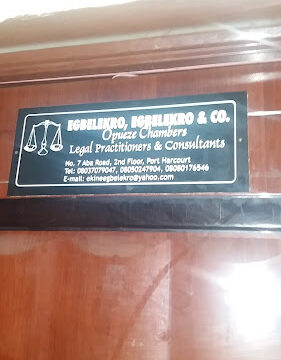 EGBELEKRO, EGBELEKRO & CO.
Opueze Chambers
Legal Practitioners & Consultants
No. 7 Aba Road, 2nd Floor, Port Harcourt
Tel: 08037079047, 08050247904, 08080176546
E-mail: ekineegbelekro@yahoo.com